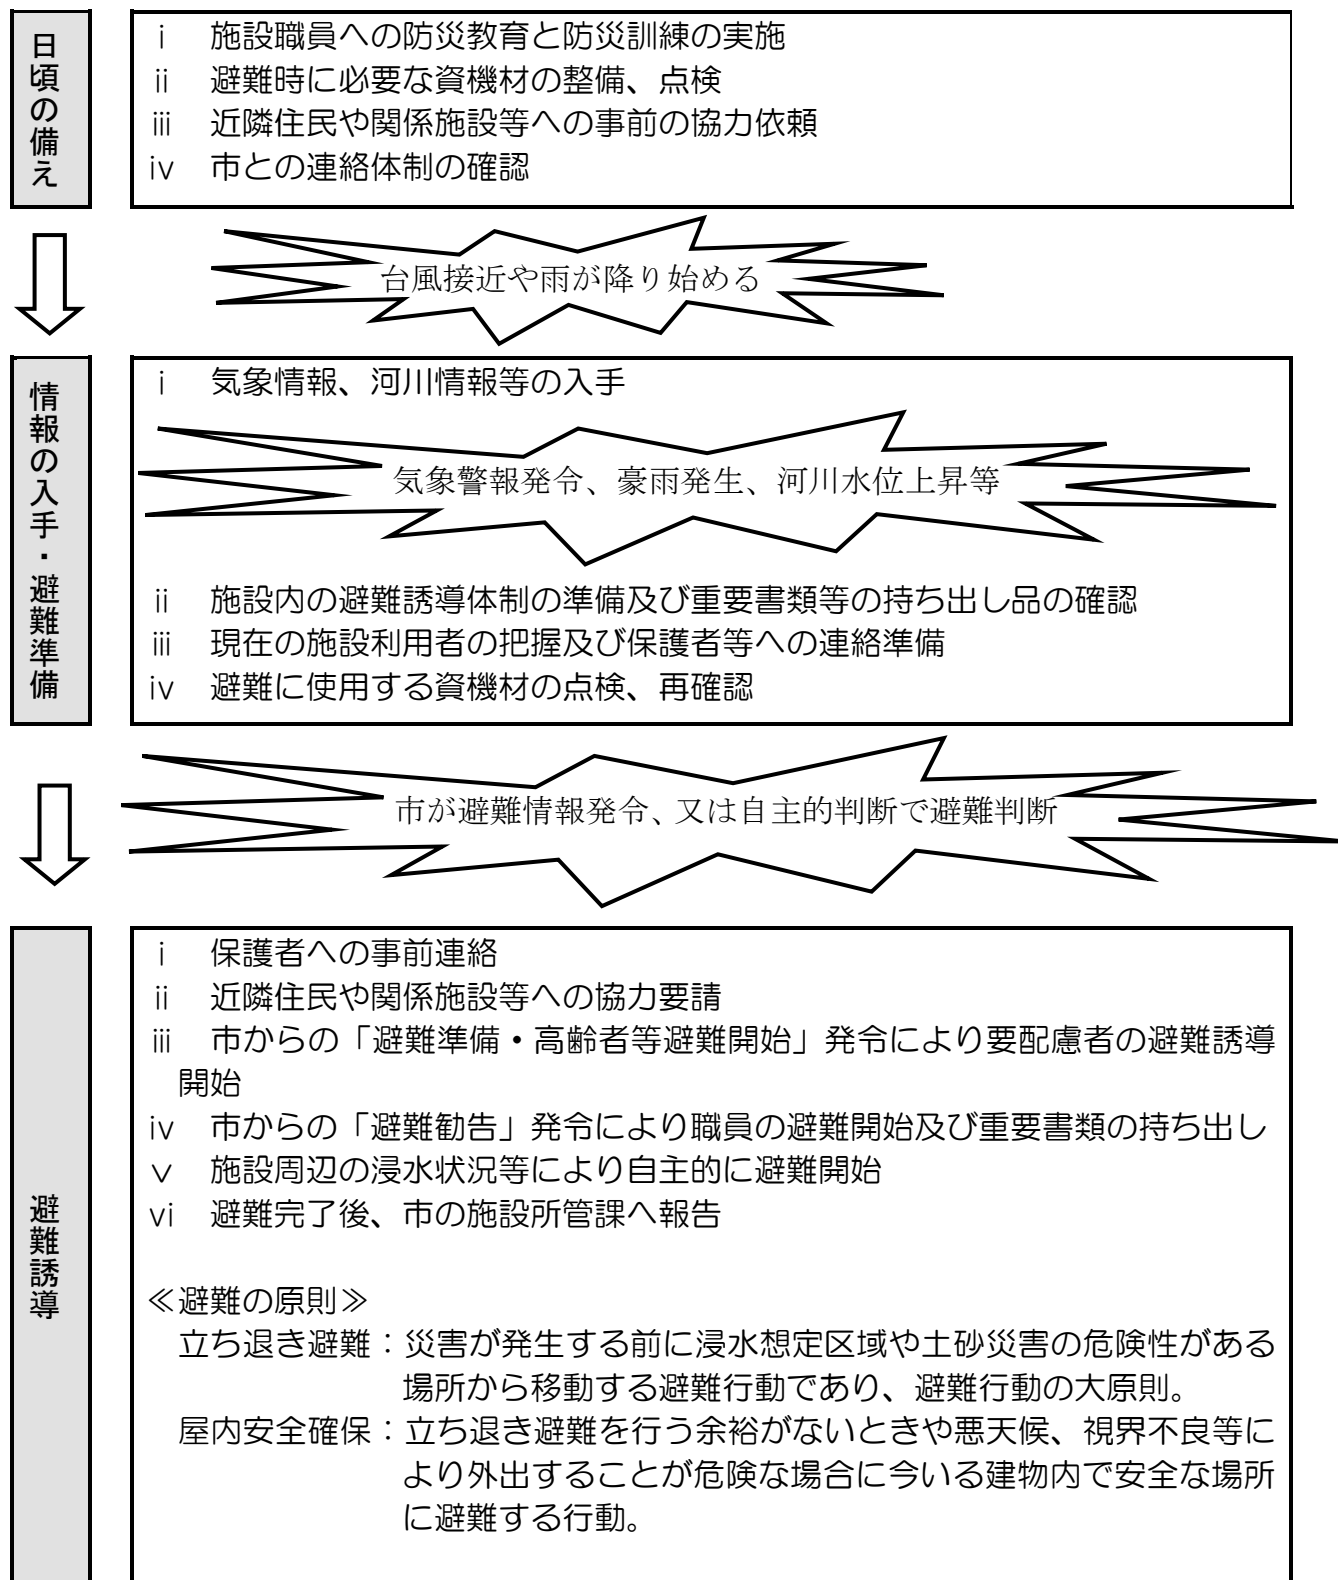 日頃の備え
ⅰ 施設職員への防災教育と防災訓練の実施
ⅱ 避難時に必要な資機材の整備、点検
ⅲ 近隣住民や関係施設等への事前の協力依頼
ⅳ 市との連絡体制の確認
台風接近や雨が降り始める
情報の入手・避難準備
ⅰ 気象情報、河川情報等の入手
気象警報発令、豪雨発生、河川水位上昇等
ⅱ 施設内の避難誘導体制の準備及び重要書類等の持ち出し品の確認
ⅲ 現在の施設利用者の把握及び保護者等への連絡準備
ⅳ 避難に使用する資機材の点検、再確認
市が避難情報発令、又は自主的判断で避難判断
避難誘導
ⅰ 保護者への事前連絡
ⅱ 近隣住民や関係施設等への協力要請
ⅲ 市からの「避難準備・高齢者等避難開始」発令により要配慮者の避難誘導
開始
ⅳ 市からの「避難勧告」発令により職員の避難開始及び重要書類の持ち出し
ⅴ 施設周辺の浸水状況等により自主的に避難開始
ⅵ 避難完了後、市の施設所管課へ報告
≪避難の原則≫
立ち退き避難：災害が発生する前に浸水想定区域や土砂災害の危険性がある
場所から移動する避難行動であり、避難行動の大原則。
屋内安全確保：立ち退き避難を行う余裕がないときや悪天候、視界不良等に
より外出することが危険な場合に今いる建物内で安全な場所
に避難する行動。